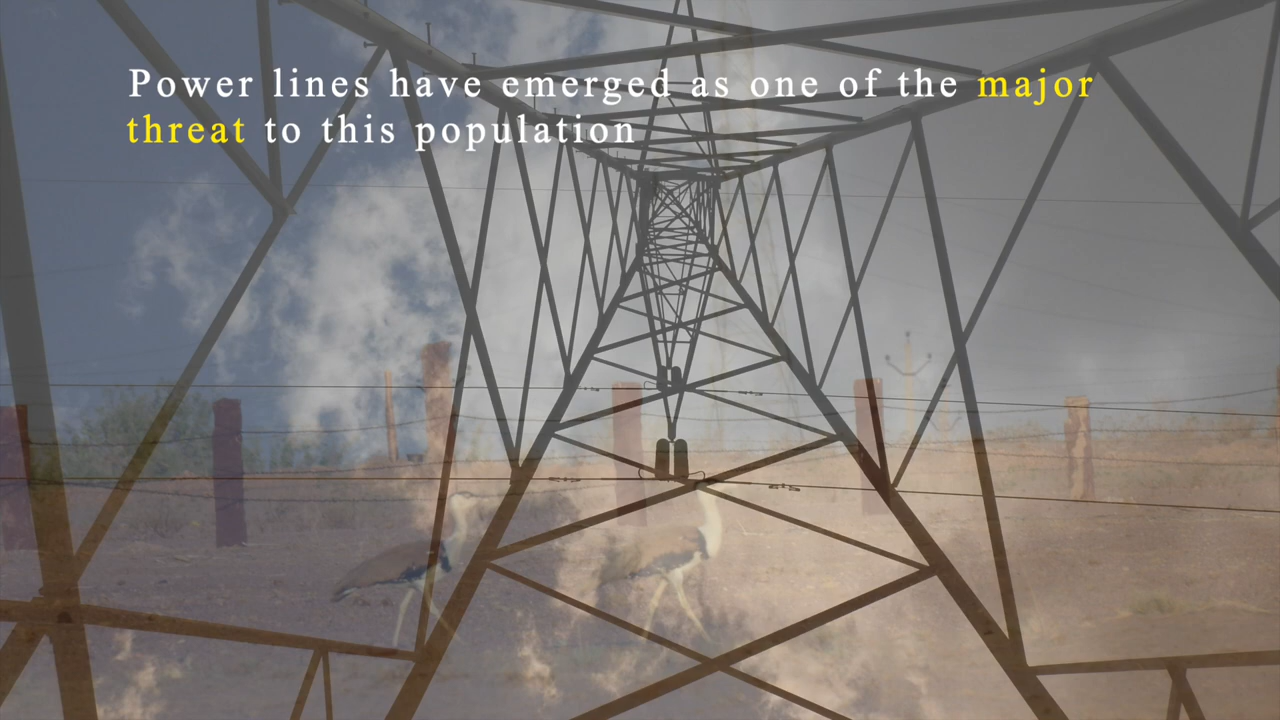 Power lines have emerged as one of the major
threat to this population